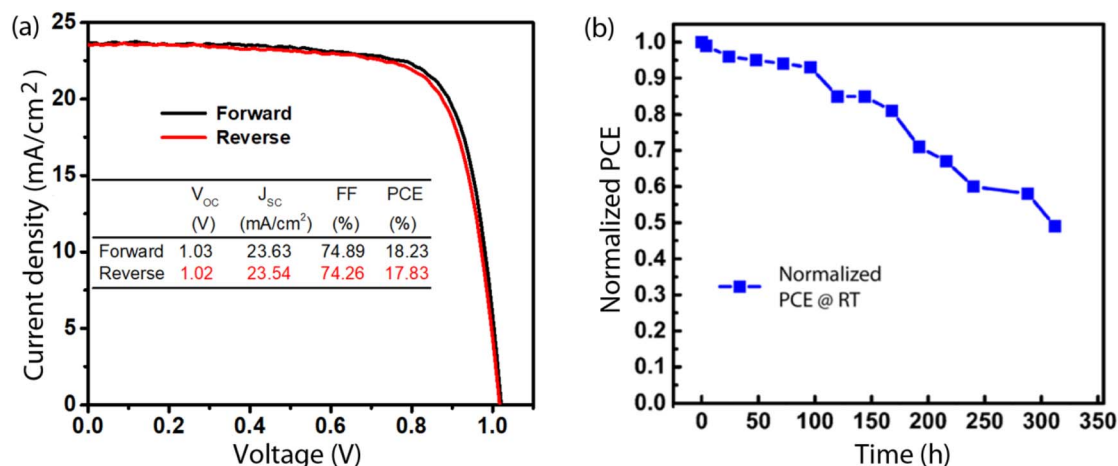 (a)
Current density (mA/cm²)
25
20
15
10
5
0
0.0 0.2 0.4 0.6 0.8 1.0
Voltage (V)
Forward
Reverse
V_OC J_SC FF PCE
(V) (mA/cm²) (%) (%)
Forward 1.03 23.63 74.89 18.23
Reverse 1.02 23.54 74.26 17.83
(b)
Normalized PCE
1.0
0.9
0.8
0.7
0.6
0.5
0.4
0.3
0.2
0.1
0.0
0 50 100 150 200 250 300 350
Time (h)
Normalized
PCE @ RT